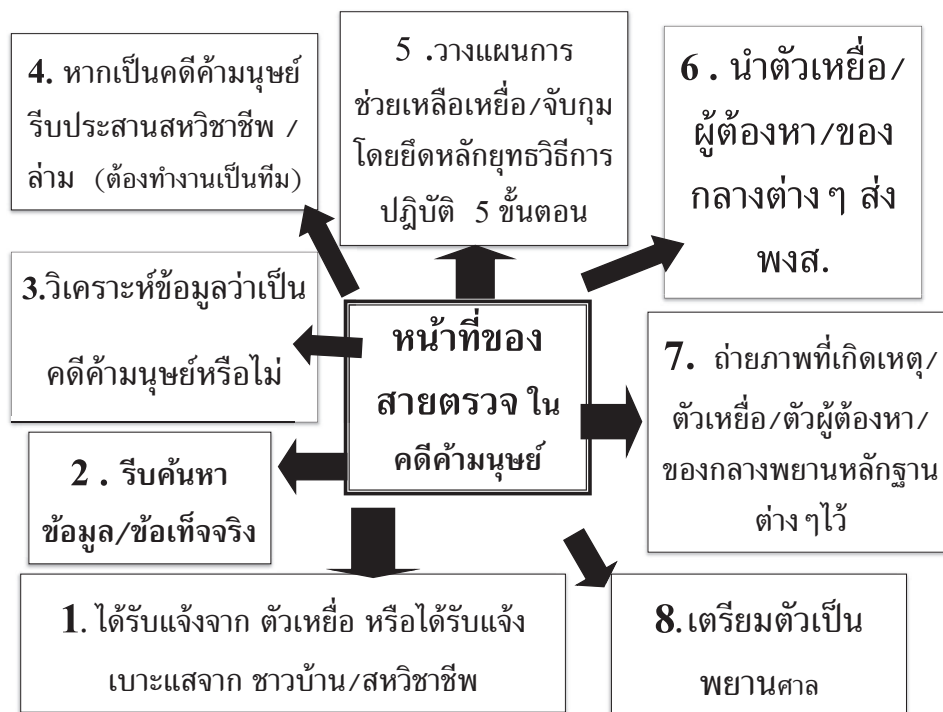 4. หากเป็นคดีค้ามนุษย์
รีบประสานสหวิชาชีพ /
ล่าม (ต้องทำงานเป็นทีม)
5 .วางแผนการ
ช่วยเหลือเหยื่อ/จับกุม
โดยยึดหลักยุทธวิธีการ
ปฎิบัติ 5 ขั้นตอน
6 . นำตัวเหยื่อ/
ผู้ต้องหา/ของ
กลางต่าง ๆ ส่ง
พงส.
3.วิเคราะห์ข้อมูลว่าเป็น
คดีค้ามนุษย์หรือไม่
หน้าที่ของ
สายตรวจ ใน
คดีค้ามนุษย์
7. ถ่ายภาพที่เกิดเหตุ/
ตัวเหยื่อ/ตัวผู้ต้องหา/
ของกลางพยานหลักฐาน
ต่าง ๆไว้
2 . รีบค้นหา
ข้อมูล/ข้อเท็จจริง
1. ได้รับแจ้งจาก ตัวเหยื่อ หรือได้รับแจ้ง
เบาะแสจาก ชาวบ้าน/สหวิชาชีพ
8.เตรียมตัวเป็น
พยานศาล